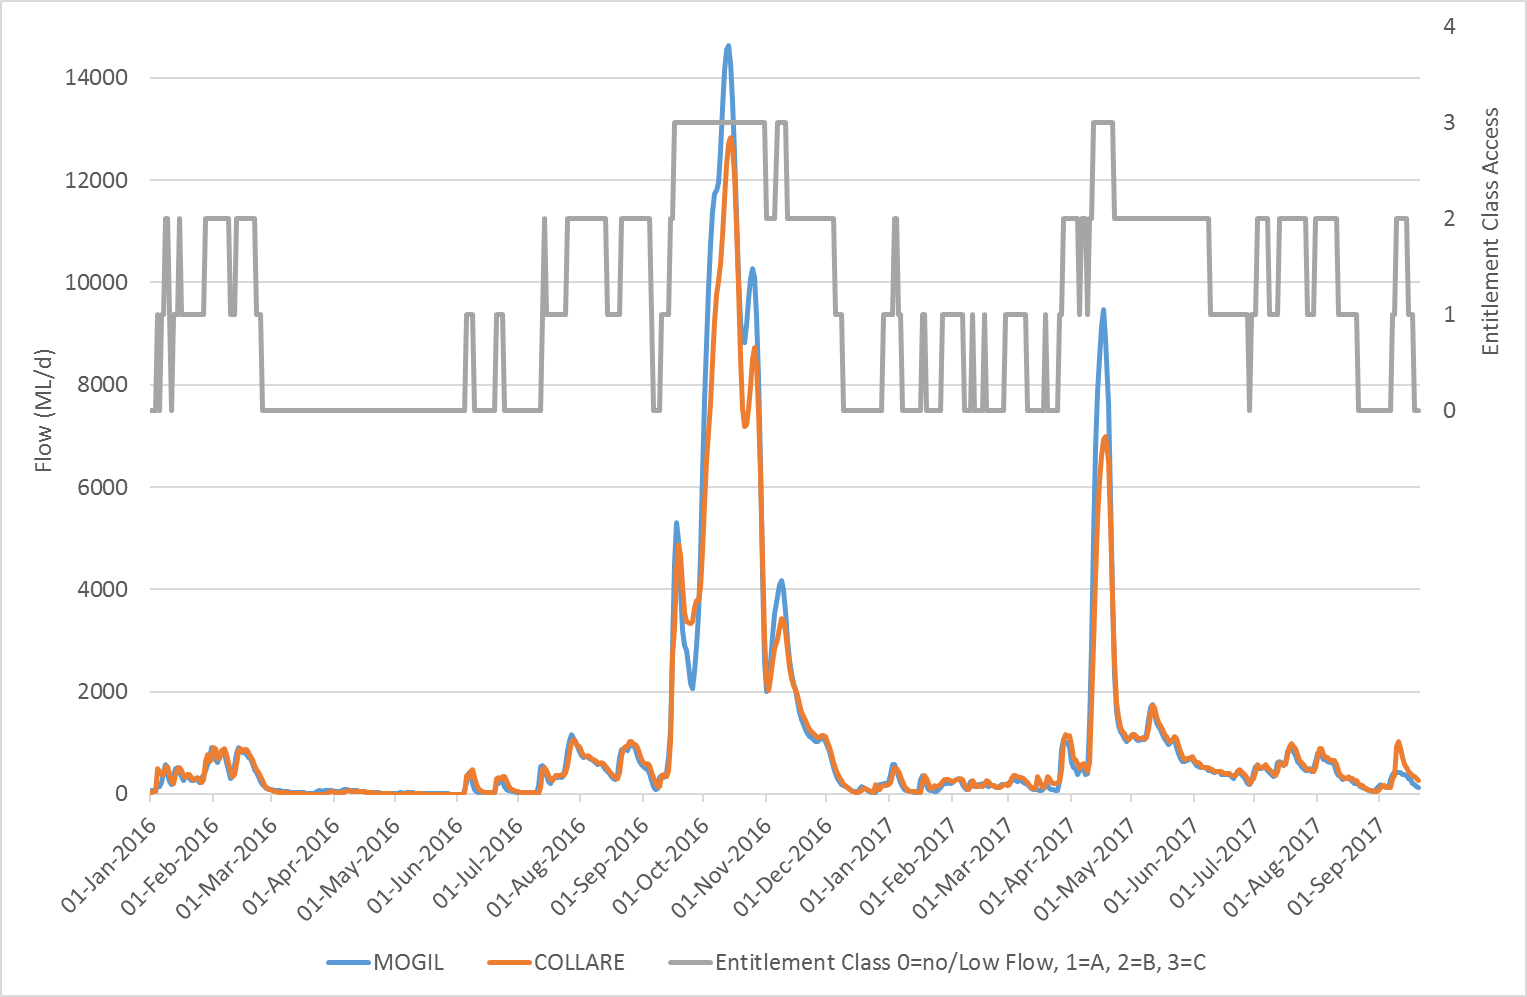 4
14000
3
12000
10000
2
8000
1
6000
0
4000
2000
0
Flow (ML/d)
Entitlement Class Access
01-Jan-2016
01-Feb-2016
01-Mar-2016
01-Apr-2016
01-May-2016
01-Jun-2016
01-Jul-2016
01-Aug-2016
01-Sep-2016
01-Oct-2016
01-Nov-2016
01-Dec-2016
01-Jan-2017
01-Feb-2017
01-Mar-2017
01-Apr-2017
01-May-2017
01-Jun-2017
01-Jul-2017
01-Aug-2017
01-Sep-2017
MOGIL
COLLARE
Entitlement Class 0=no/Low Flow, 1=A, 2=B, 3=C